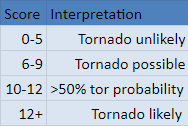 Score Interpretation
0-5 Tornado unlikely
6-9 Tornado possible
10-12 >50% tor probability
12+ Tornado likely